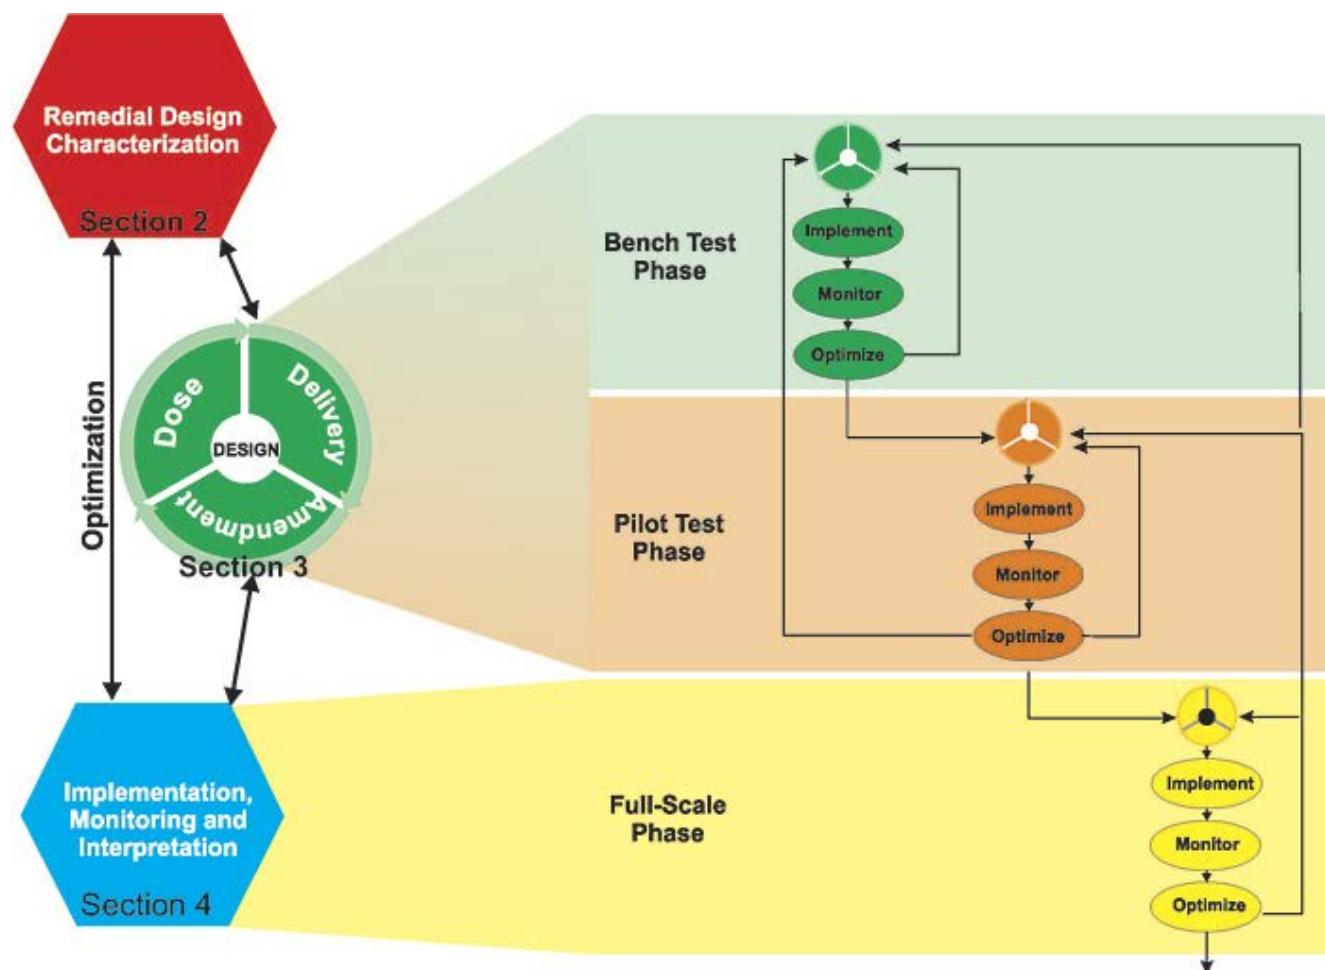 Remedial Design
Characterization
Section 2
Optimization
Dose
Delivery
Amendment
DESIGN
Section 3
Implementation,
Monitoring and
Interpretation
Section 4
Bench Test
Phase
Implement
Monitor
Optimize
Pilot Test
Phase
Implement
Monitor
Optimize
Full-Scale
Phase
Implement
Monitor
Optimize